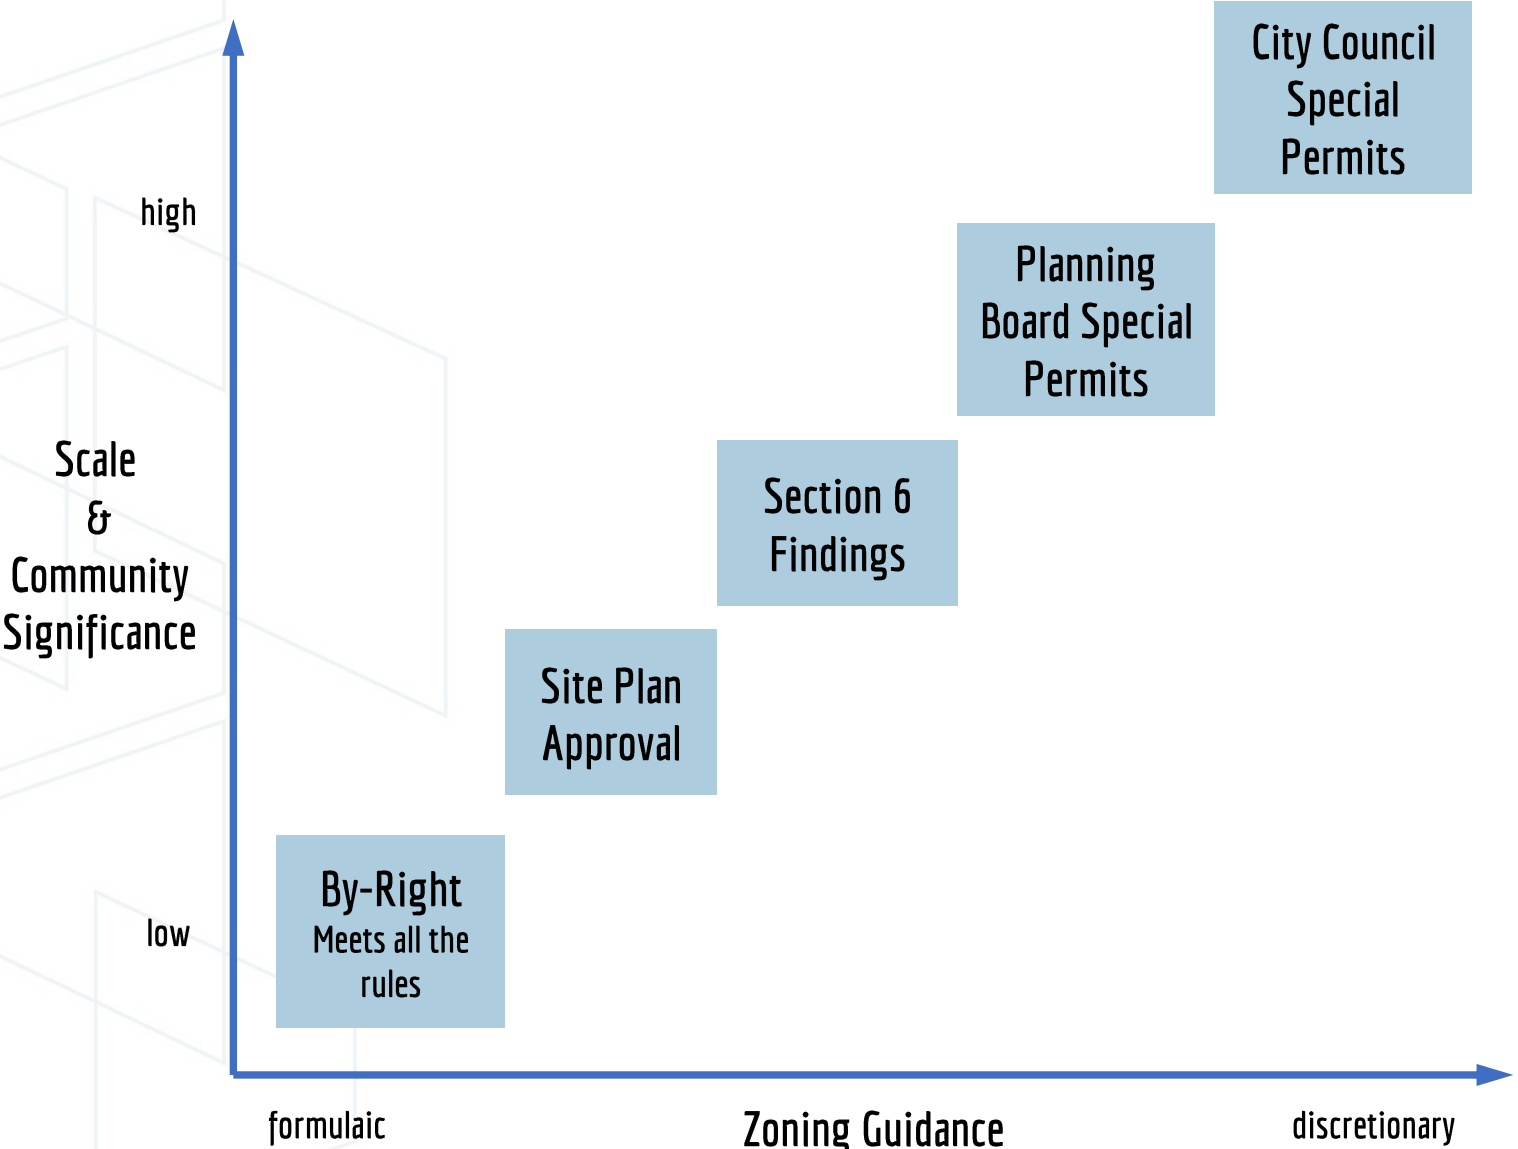 City Council
Special
Permits
high
Planning
Board Special
Permits
Scale
&
Community
Significance
Section 6
Findings
Site Plan
Approval
By-Right
Meets all the
rules
low
formulaic
Zoning Guidance
discretionary